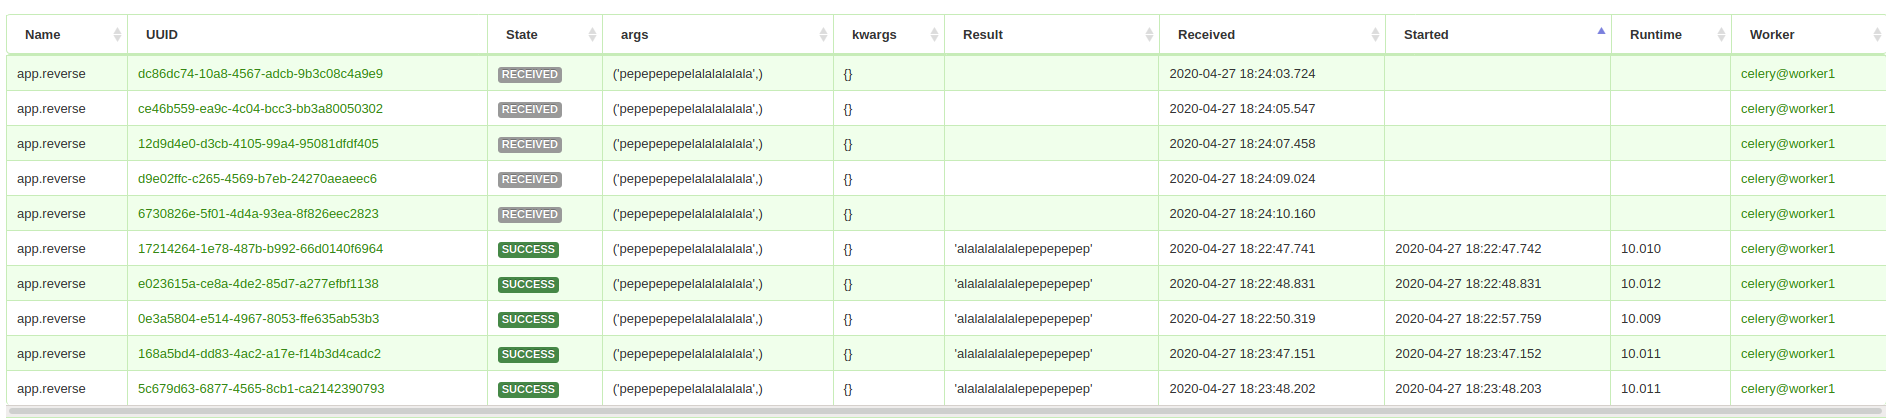 Name UUID State args kwargs Result Received Started Runtime Worker
app.reverse dc86dc74-10a8-4567-adcb-9b3c08c4a9e9 RECEIVED ('pepepepepelalalalalala',) {} 2020-04-27 18:24:03.724 celery@worker1
app.reverse ce46b559-ea9c-4c04-bcc3-bb3a80050302 RECEIVED ('pepepepepelalalalalala',) {} 2020-04-27 18:24:05.547 celery@worker1
app.reverse 12d9d4e0-d3cb-4105-99a4-95081dfdf405 RECEIVED ('pepepepepelalalalalala',) {} 2020-04-27 18:24:07.458 celery@worker1
app.reverse d9e02ffc-c265-4569-b7eb-24270aeaeec6 RECEIVED ('pepepepepelalalalalala',) {} 2020-04-27 18:24:09.024 celery@worker1
app.reverse 6730826e-5f01-4d4a-93ea-8f826eec2823 RECEIVED ('pepepepepelalalalalala',) {} 2020-04-27 18:24:10.160 celery@worker1
app.reverse 17214264-1e78-487b-b992-66d0140f6964 SUCCESS ('pepepepepelalalalalala',) {} 'alalalalalalepepepepep' 2020-04-27 18:22:47.741 2020-04-27 18:22:47.742 10.010 celery@worker1
app.reverse e023615a-ce8a-4de2-85d7-a277efbf1138 SUCCESS ('pepepepepelalalalalala',) {} 'alalalalalalepepepepep' 2020-04-27 18:22:48.831 2020-04-27 18:22:48.831 10.012 celery@worker1
app.reverse 0e3a5804-e514-4967-8053-ffe635ab53b3 SUCCESS ('pepepepepelalalalalala',) {} 'alalalalalalepepepepep' 2020-04-27 18:22:50.319 2020-04-27 18:22:57.759 10.009 celery@worker1
app.reverse 168a5bd4-dd83-4ac2-a17e-f14b3d4cadc2 SUCCESS ('pepepepepelalalalalala',) {} 'alalalalalalepepepepep' 2020-04-27 18:23:47.151 2020-04-27 18:23:47.152 10.011 celery@worker1
app.reverse 5c679d63-6877-4565-8cb1-ca2142390793 SUCCESS ('pepepepepelalalalalala',) {} 'alalalalalalepepepepep' 2020-04-27 18:23:48.202 2020-04-27 18:23:48.203 10.011 celery@worker1